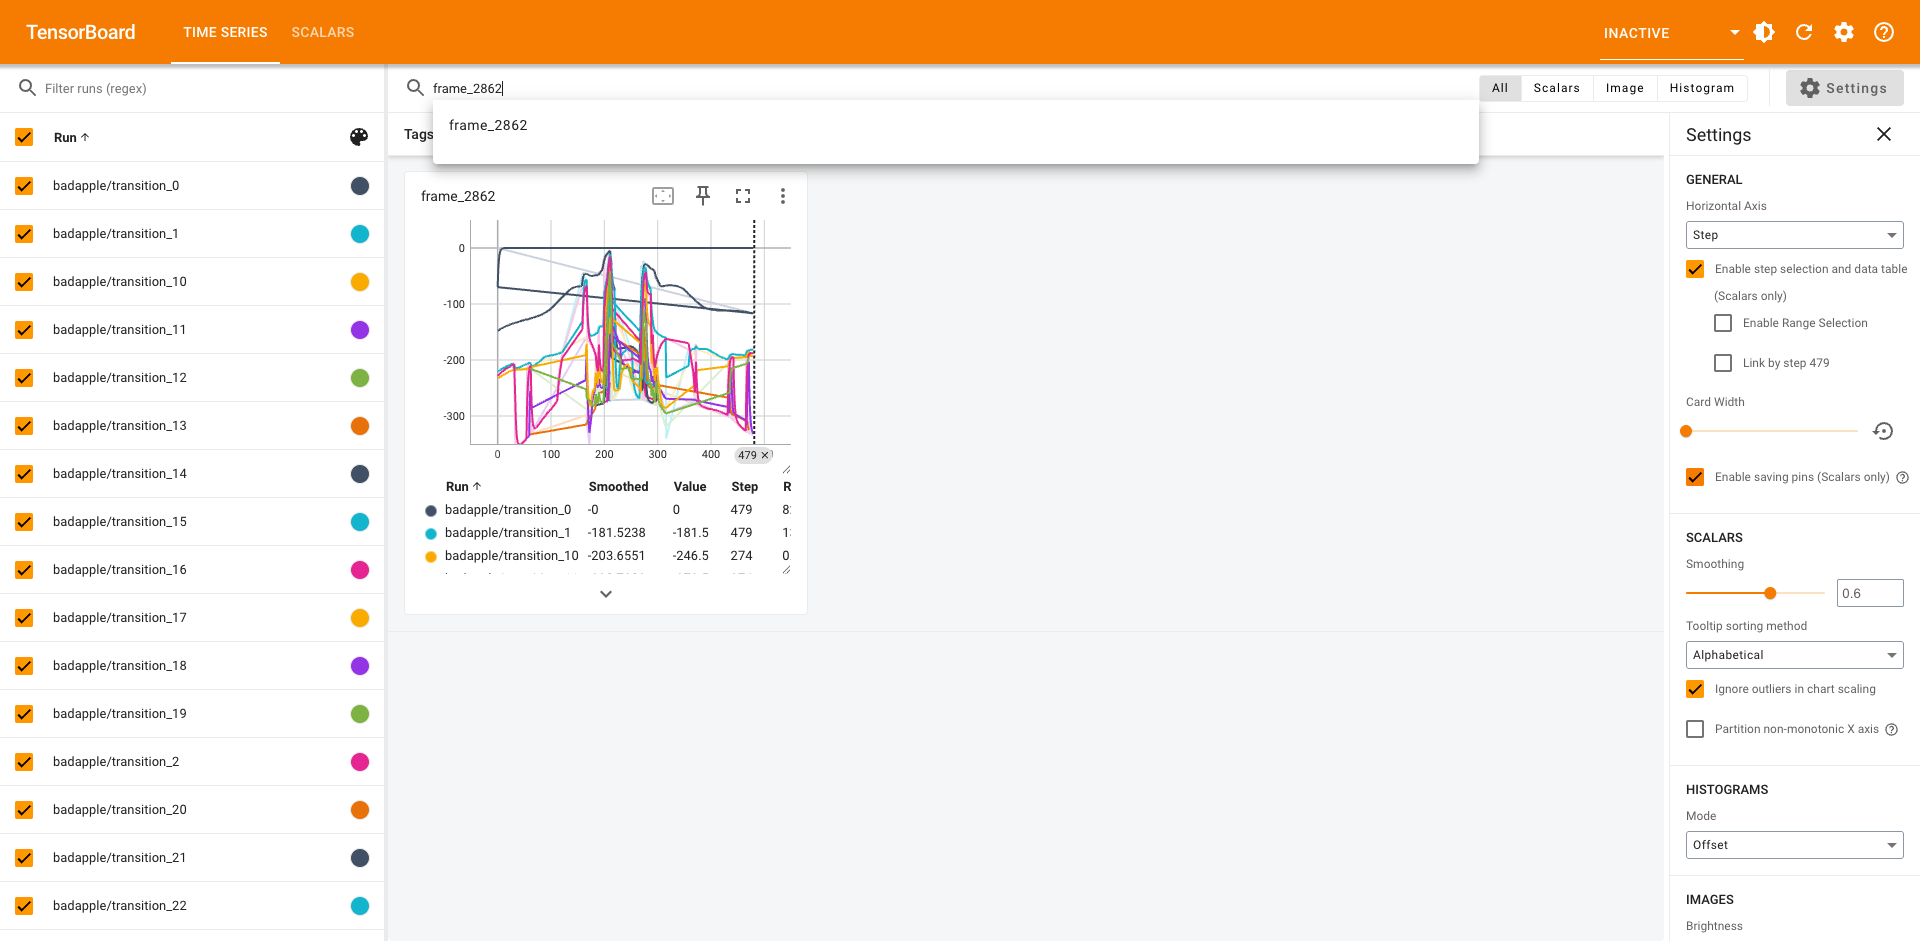 TensorBoard TIME SERIES SCALARS INACTIVE
Filter runs (regex)
Run
badapple/transition_0
badapple/transition_1
badapple/transition_10
badapple/transition_11
badapple/transition_12
badapple/transition_13
badapple/transition_14
badapple/transition_15
badapple/transition_16
badapple/transition_17
badapple/transition_18
badapple/transition_19
badapple/transition_2
badapple/transition_20
badapple/transition_21
badapple/transition_22
frame_2862
frame_2862
All Scalars Image Histogram Settings
Tags
frame_2862
0
-100
-200
-300
0 100 200 300 400 479
Run Smoothed Value Step R
badapple/transition_0 -0 0 479
badapple/transition_1 -181.5238 -181.5 479
badapple/transition_10 -203.6551 -246.5 274 0
Settings
GENERAL
Horizontal Axis
Step
Enable step selection and data table
(Scalars only)
Enable Range Selection
Link by step 479
Card Width
Enable saving pins (Scalars only)
SCALARS
Smoothing
0.6
Tooltip sorting method
Alphabetical
Ignore outliers in chart scaling
Partition non-monotonic X axis
HISTOGRAMS
Mode
Offset
IMAGES
Brightness